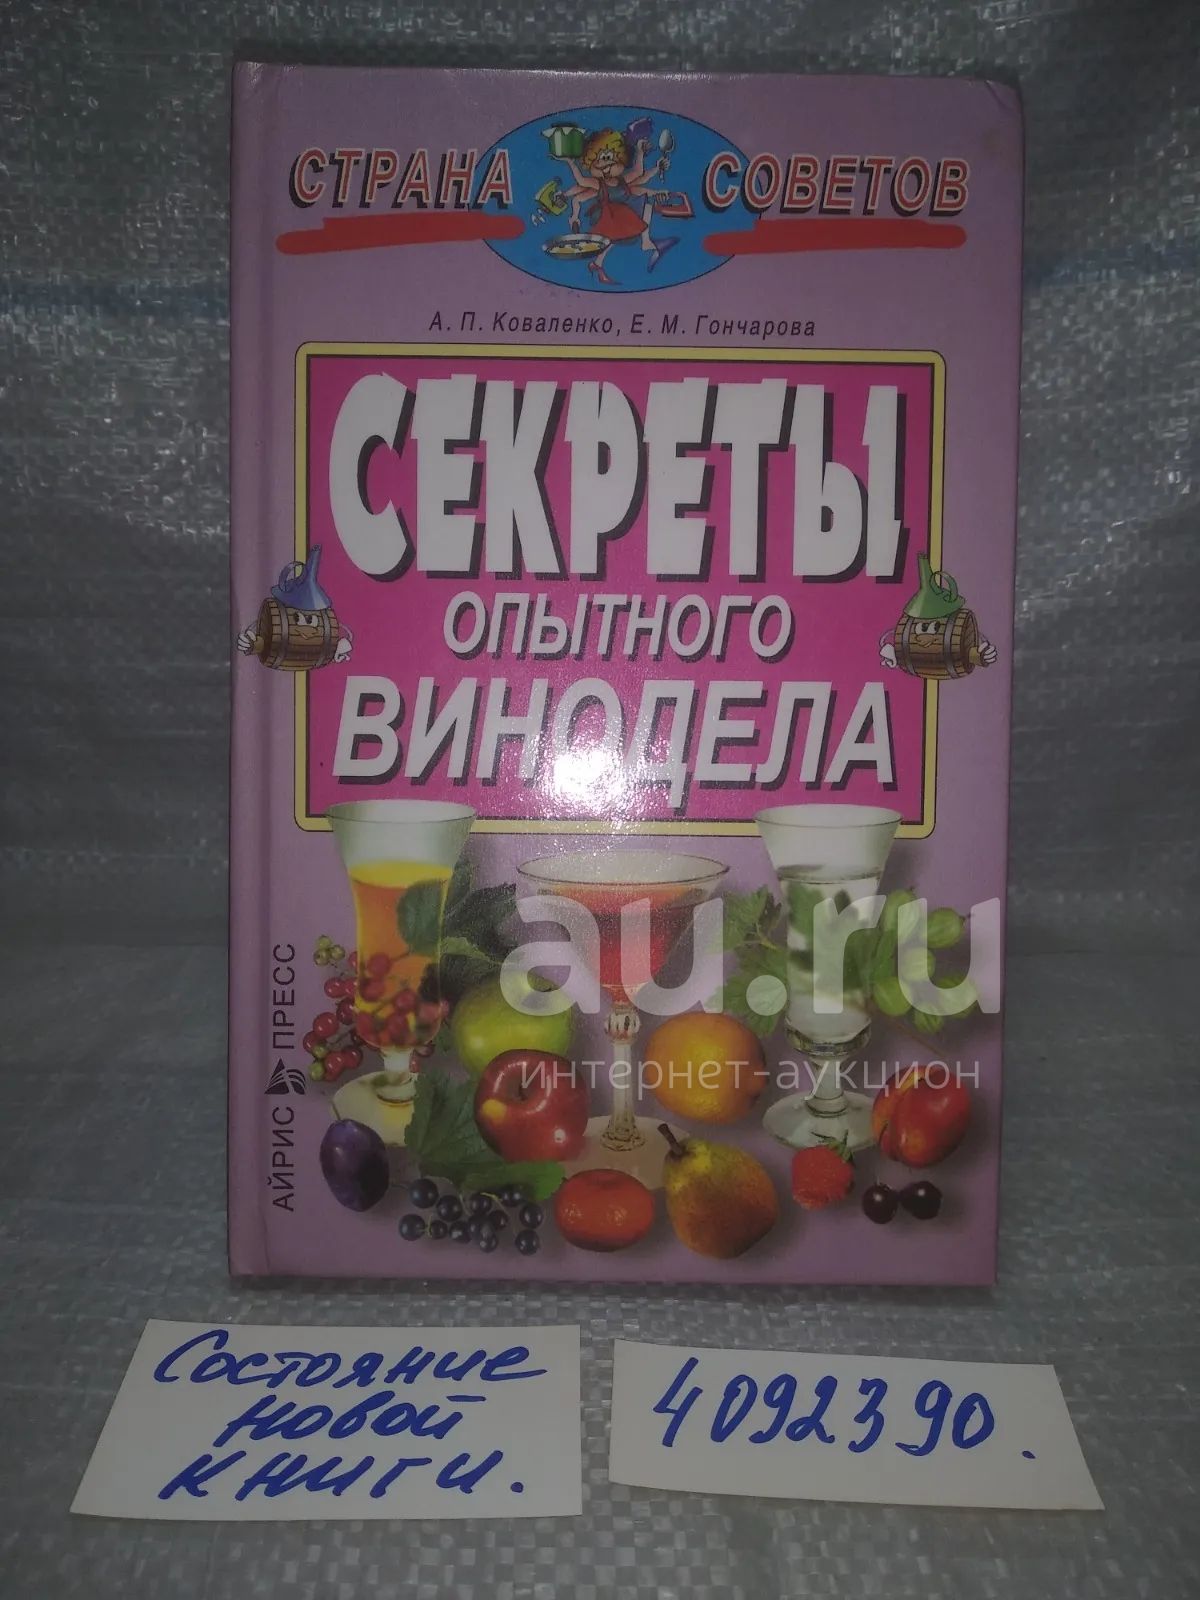 СТРАНА СОВЕТОВ
А. П. Коваленко, Е. М. Гончарова
СЕКРЕТЫ
ОПЫТНОГО
ВИНОДЕЛА
АЙРИС ПРЕСС
au.ru
интернет-аукцион
Состояние
новой
книги.
4092390.